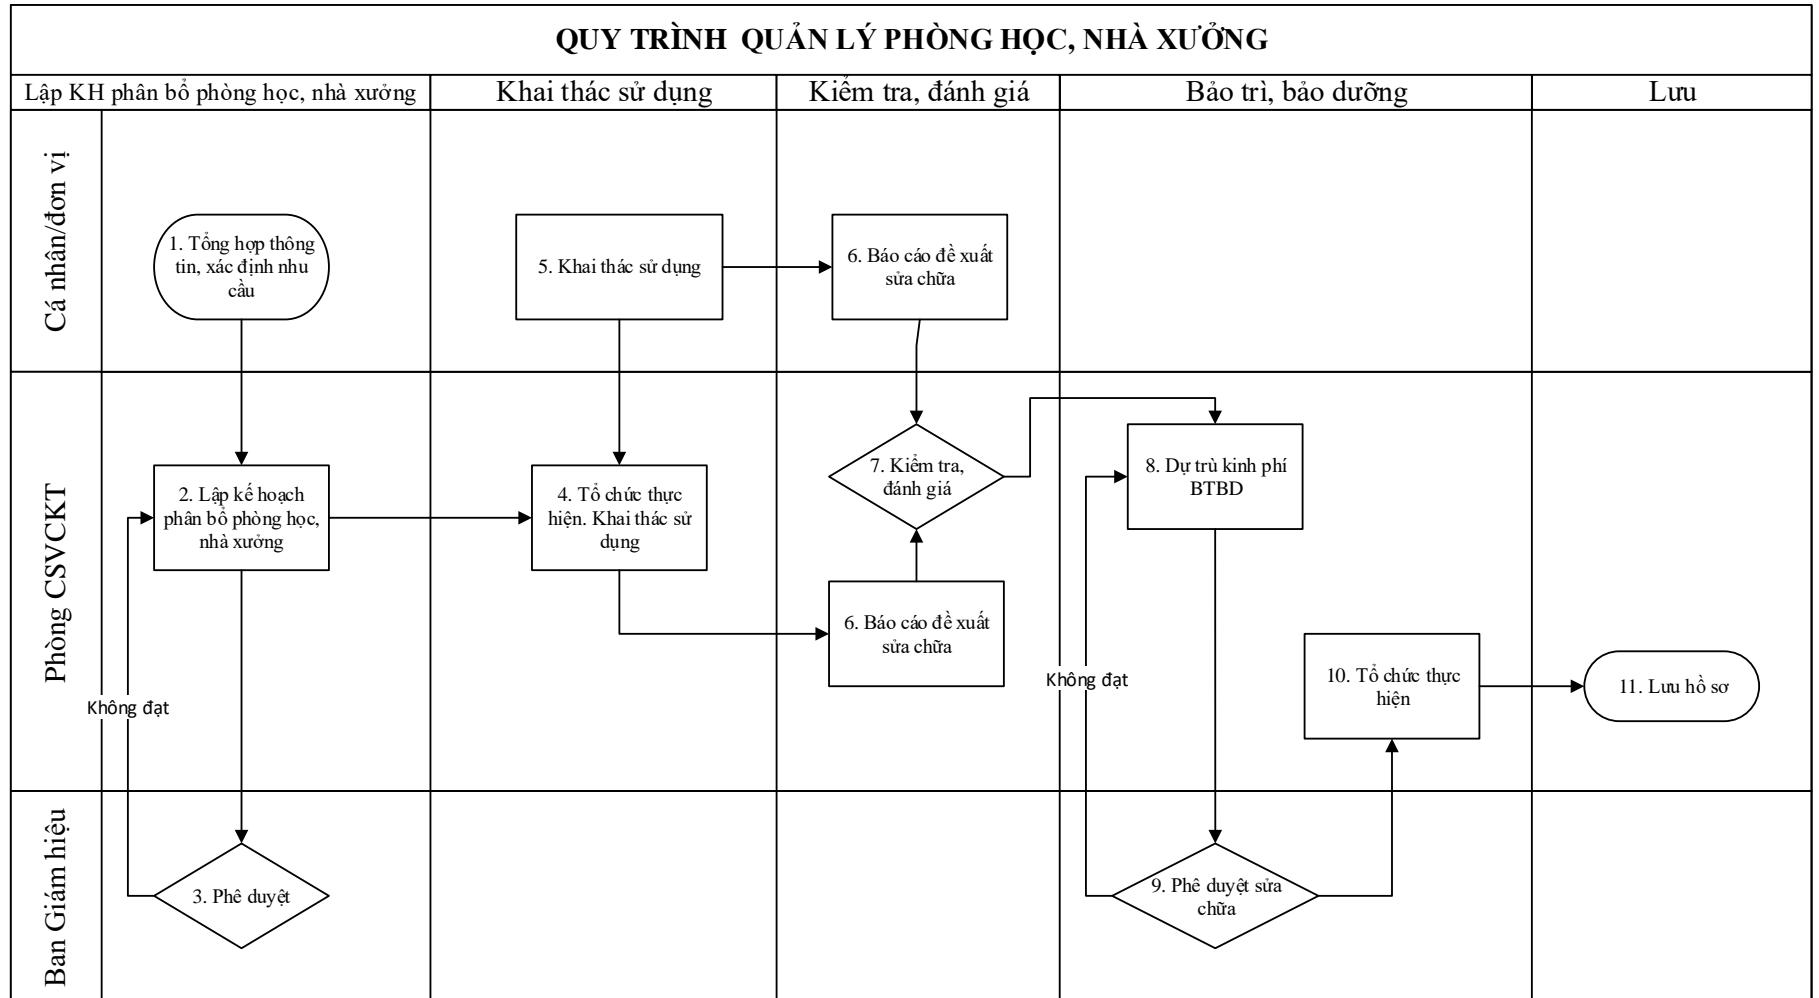 QUY TRÌNH QUẢN LÝ PHÒNG HỌC, NHÀ XƯỞNG
Lập KH phân bổ phòng học, nhà xưởng
Khai thác sử dụng
Kiểm tra, đánh giá
Bảo trì, bảo dưỡng
Lưu
Cá nhân/đơn vị
1. Tổng hợp thông
tin, xác định nhu
cầu
5. Khai thác sử dụng
6. Báo cáo đề xuất
sửa chữa
Phòng CSVCKT
2. Lập kế hoạch
phân bổ phòng học,
nhà xưởng
4. Tổ chức thực
hiện. Khai thác sử
dụng
7. Kiểm tra,
đánh giá
8. Dự trù kinh phí
BTBD
6. Báo cáo đề xuất
sửa chữa
10. Tổ chức thực
hiện
11. Lưu hồ sơ
Không đạt
Không đạt
Ban Giám hiệu
3. Phê duyệt
9. Phê duyệt sửa
chữa